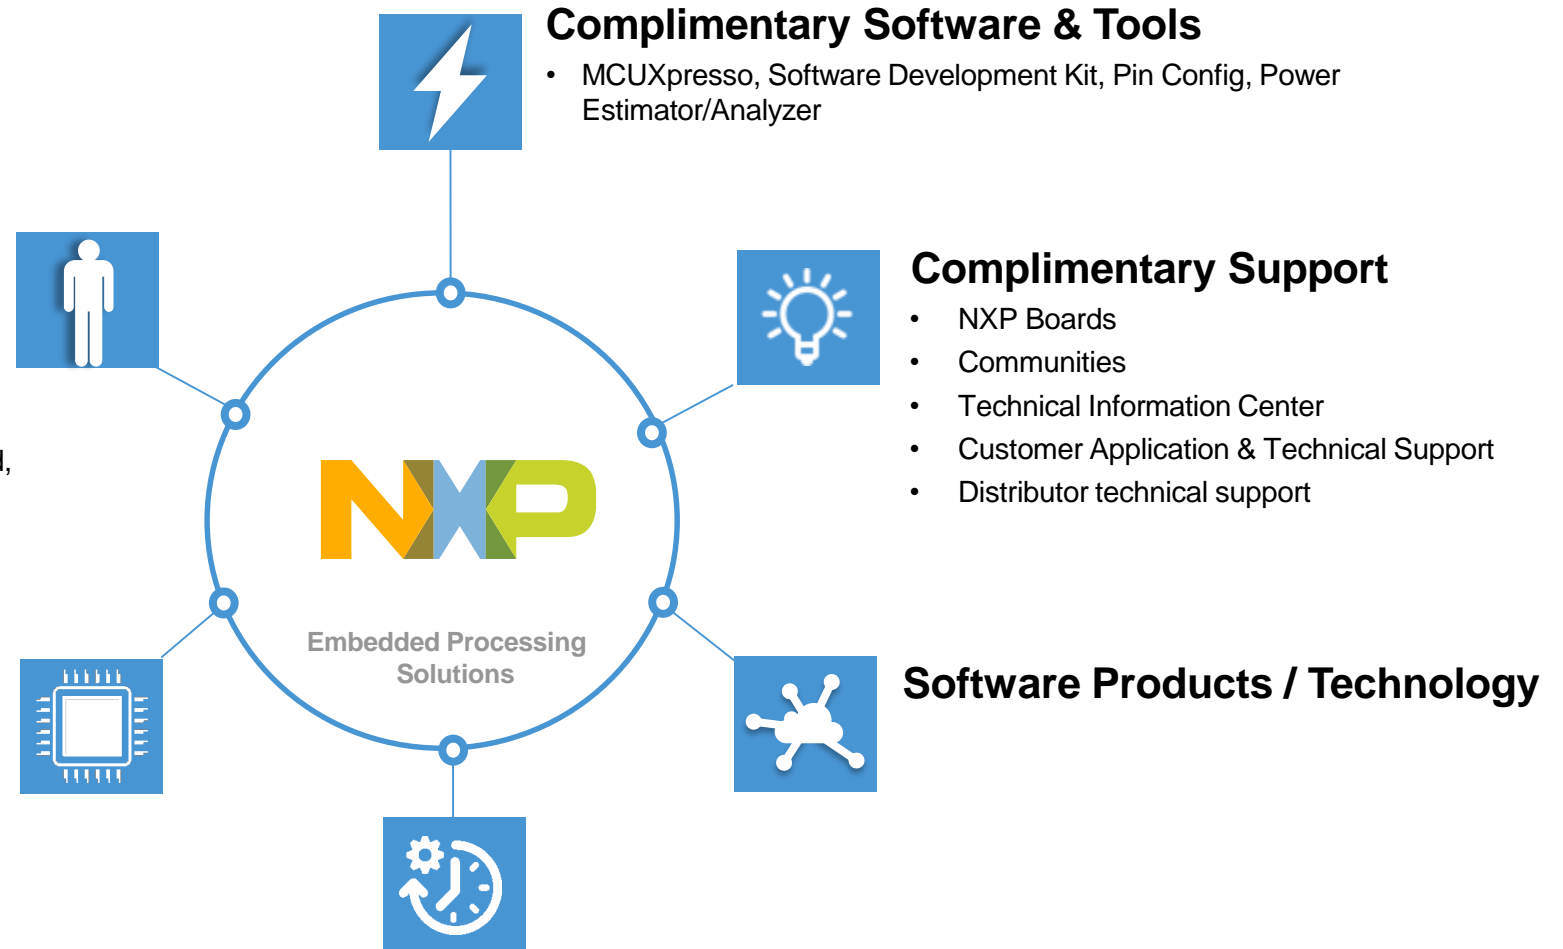 Complimentary Software & Tools
• MCUXpresso, Software Development Kit, Pin Config, Power
Estimator/Analyzer
Complimentary Support
• NXP Boards
• Communities
• Technical Information Center
• Customer Application & Technical Support
• Distributor technical support
NXP
Embedded Processing
Solutions
Software Products / Technology